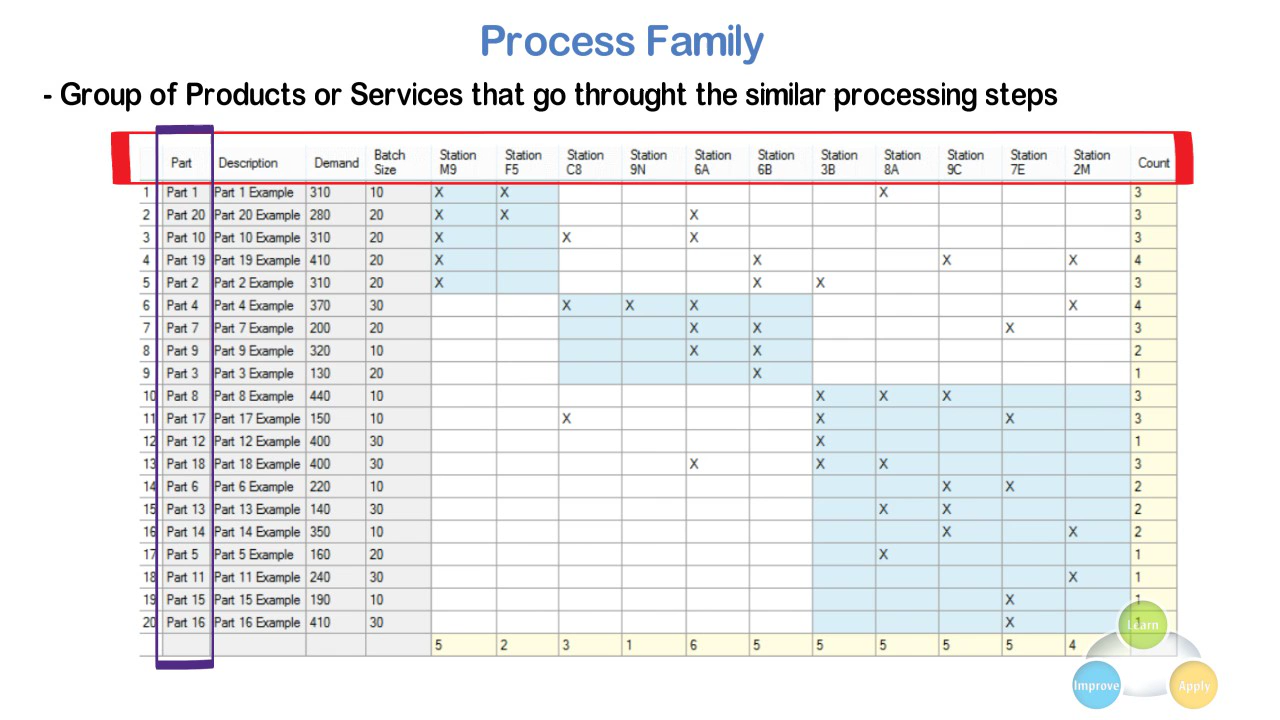 Process Family
- Group of Products or Services that go throught the similar processing steps
Part Description Demand Batch Size Station M9 Station F5 Station C8 Station 9N Station 6A Station 6B Station 3B Station 8A Station 9C Station 7E Station 2M Count
1 Part 1 Part 1 Example 310 10 X X X 3
2 Part 20 Part 20 Example 280 20 X X X 3
3 Part 10 Part 10 Example 310 20 X X X 3
4 Part 19 Part 19 Example 410 20 X X X X 4
5 Part 2 Part 2 Example 310 20 X X X 3
6 Part 4 Part 4 Example 370 30 X X X X 4
7 Part 7 Part 7 Example 200 20 X X X 3
8 Part 9 Part 9 Example 320 10 X X 2
9 Part 3 Part 3 Example 130 20 X 1
10 Part 8 Part 8 Example 440 10 X X X 3
11 Part 17 Part 17 Example 150 10 X X X 3
12 Part 12 Part 12 Example 400 30 X 1
13 Part 18 Part 18 Example 400 30 X X X 3
14 Part 6 Part 6 Example 220 10 X X 2
15 Part 13 Part 13 Example 140 30 X X 2
16 Part 14 Part 14 Example 350 10 X X 2
17 Part 5 Part 5 Example 160 20 X 1
18 Part 11 Part 11 Example 240 30 X 1
19 Part 15 Part 15 Example 190 10 X 1
20 Part 16 Part 16 Example 410 30 X 1
5 2 3 1 6 5 5 5 5 5 4
Learn
Improve Apply